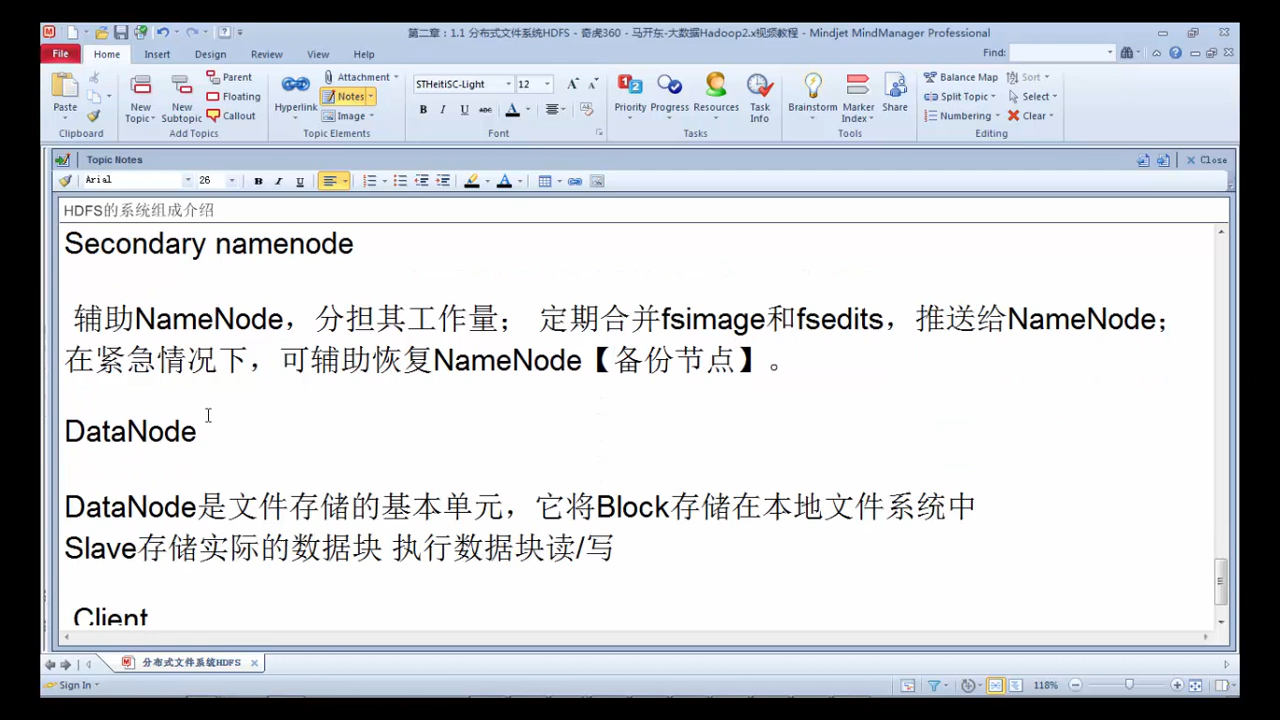 第二章：1.1 分布式文件系统HDFS - 奇虎360 - 马开东-大数据Hadoop2.x视频教程 - Mindjet MindManager Professional
File Home Insert Design Review View Help Find:
Paste
Clipboard
New Topic
New Subtopic
Parent
Floating
Callout
Add Topics
Hyperlink
Attachment
Notes
Image
Topic Elements
STHeitiSC-Light 12
B I U abc A
Font
Priority Progress Resources Task Info
Tasks
Brainstorm Marker Index Share
Tools
Balance Map Sort
Split Topic Select
Numbering Clear
Editing
Topic Notes Close
Arial 26 B I U A
HDFS的系统组成介绍
Secondary namenode
辅助NameNode，分担其工作量； 定期合并fsimage和fsedits，推送给NameNode；
在紧急情况下，可辅助恢复NameNode【备份节点】。
DataNode
DataNode是文件存储的基本单元，它将Block存储在本地文件系统中
Slave存储实际的数据块 执行数据块读/写
Client
分布式文件系统HDFS
Sign In 118%